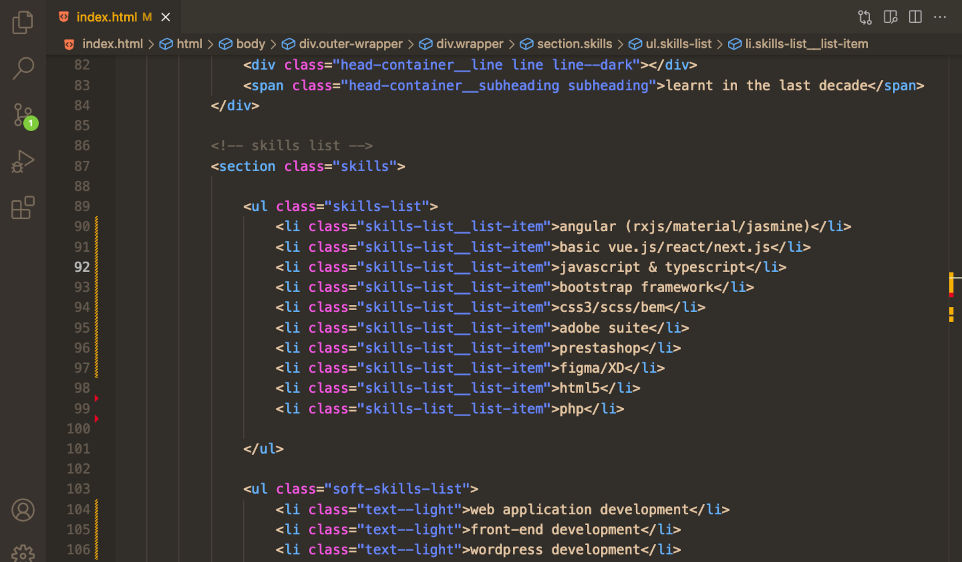 index.html M
index.html > html > body > div.outer-wrapper > div.wrapper > section.skills > ul.skills-list > li.skills-list__list-item
82 <div class="head-container__line line line--dark"></div>
83 <span class="head-container__subheading subheading">learnt in the last decade</span>
84 </div>
85
86 <!-- skills list -->
87 <section class="skills">
88
89 <ul class="skills-list">
90 <li class="skills-list__list-item">angular (rxjs/material/jasmine)</li>
91 <li class="skills-list__list-item">basic vue.js/react/next.js</li>
92 <li class="skills-list__list-item">javascript & typescript</li>
93 <li class="skills-list__list-item">bootstrap framework</li>
94 <li class="skills-list__list-item">css3/scss/bem</li>
95 <li class="skills-list__list-item">adobe suite</li>
96 <li class="skills-list__list-item">prestashop</li>
97 <li class="skills-list__list-item">figma/XD</li>
98 <li class="skills-list__list-item">html5</li>
99 <li class="skills-list__list-item">php</li>
100
101 </ul>
102
103 <ul class="soft-skills-list">
1
104 <li class="text--light">web application development</li>
105 <li class="text--light">front-end development</li>
106 <li class="text--light">wordpress development</li>